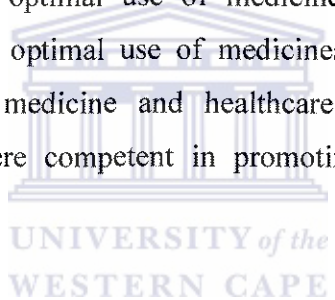 optimal use of medicine
optimal use of medicines
medicine and healthcare
ere competent in promoti
UNIVERSITY of the
WESTERN CAPE